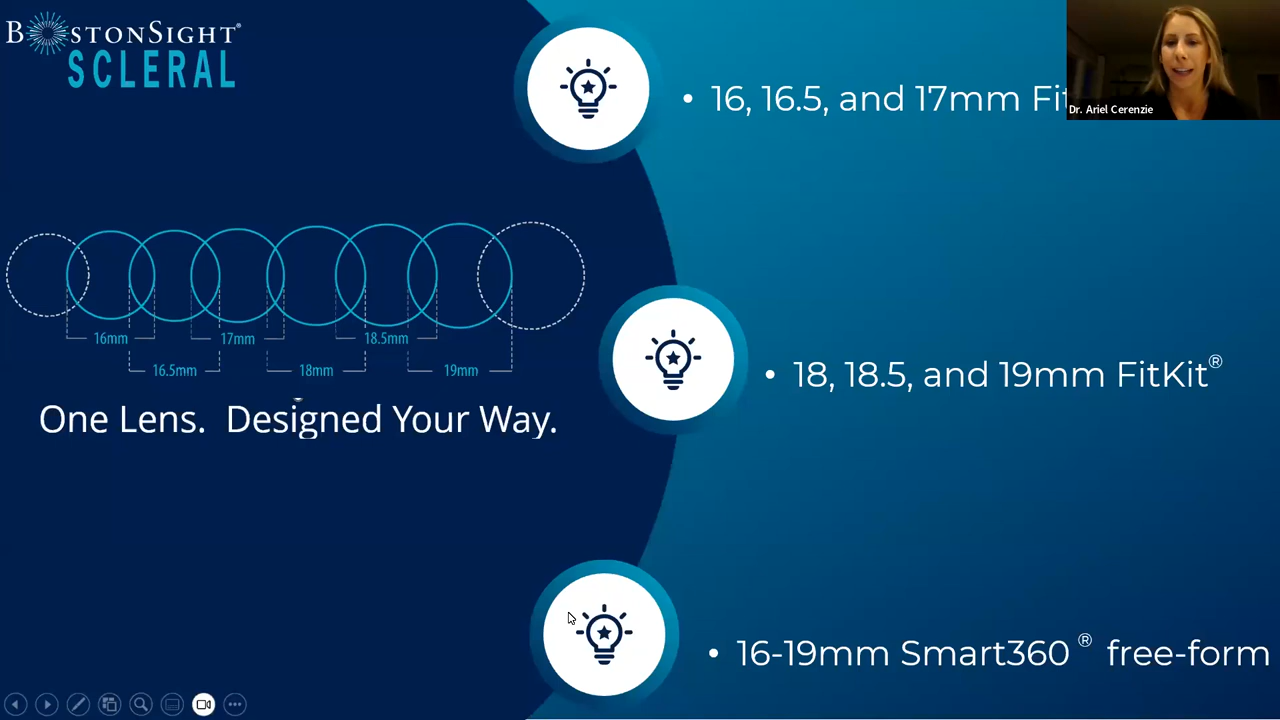 BOSTONSIGHT®
SCLERAL
• 16, 16.5, and 17mm
Dr. Ariel Cerenzie
16mm
17mm
18.5mm
16.5mm
18mm
19mm
• 18, 18.5, and 19mm FitKit®
One Lens. Designed Your Way.
• 16-19mm Smart360® free-form